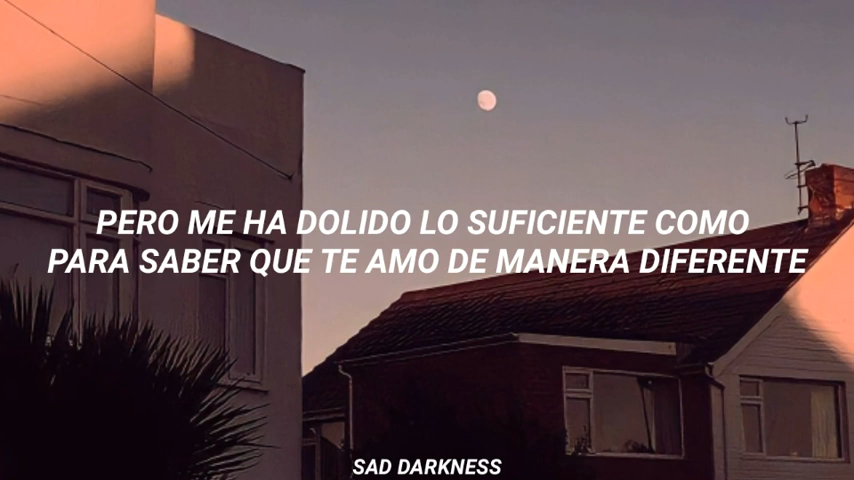 PERO ME HA DOLIDO LO SUFICIENTE COMO
PARA SABER QUE TE AMO DE MANERA DIFERENTE
SAD DARKNESS